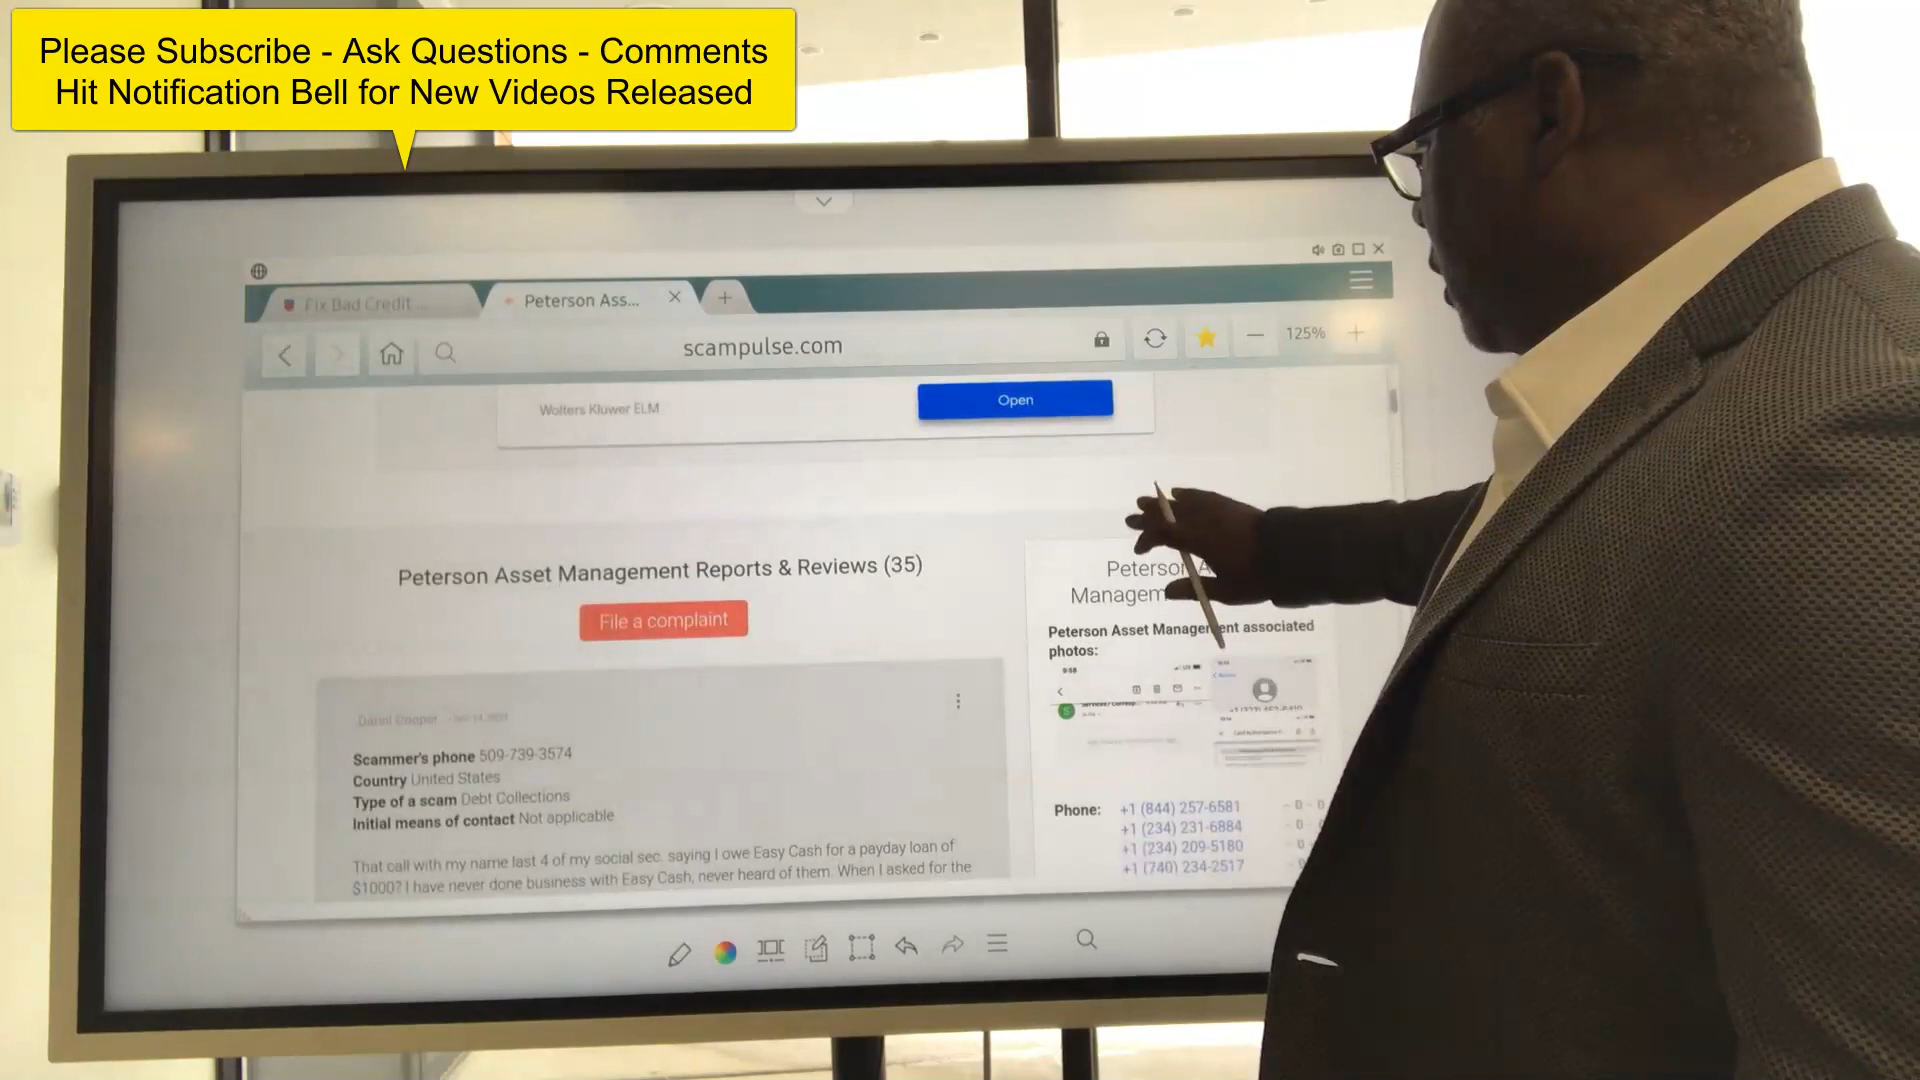 Please Subscribe - Ask Questions - Comments
Hit Notification Bell for New Videos Released
Fix Bad Credit ...
Peterson Ass...
scampulse.com
125%
Wolters Kluwer ELM
Open
Peterson Asset Management Reports & Reviews (35)
File a complaint
Scammer's phone 509-739-3574
Country United States
Type of a scam Debt Collections
Initial means of contact Not applicable
That call with my name last 4 of my social sec. saying I owe Easy Cash for a payday loan of
$1000? I have never done business with Easy Cash, never heard of them. When I asked for the
Peterson A
Managem
Peterson Asset Management associated
photos:
9:58
Phone:
+1 (844) 257-6581
+1 (234) 231-6884
+1 (234) 209-5180
+1 (740) 234-2517